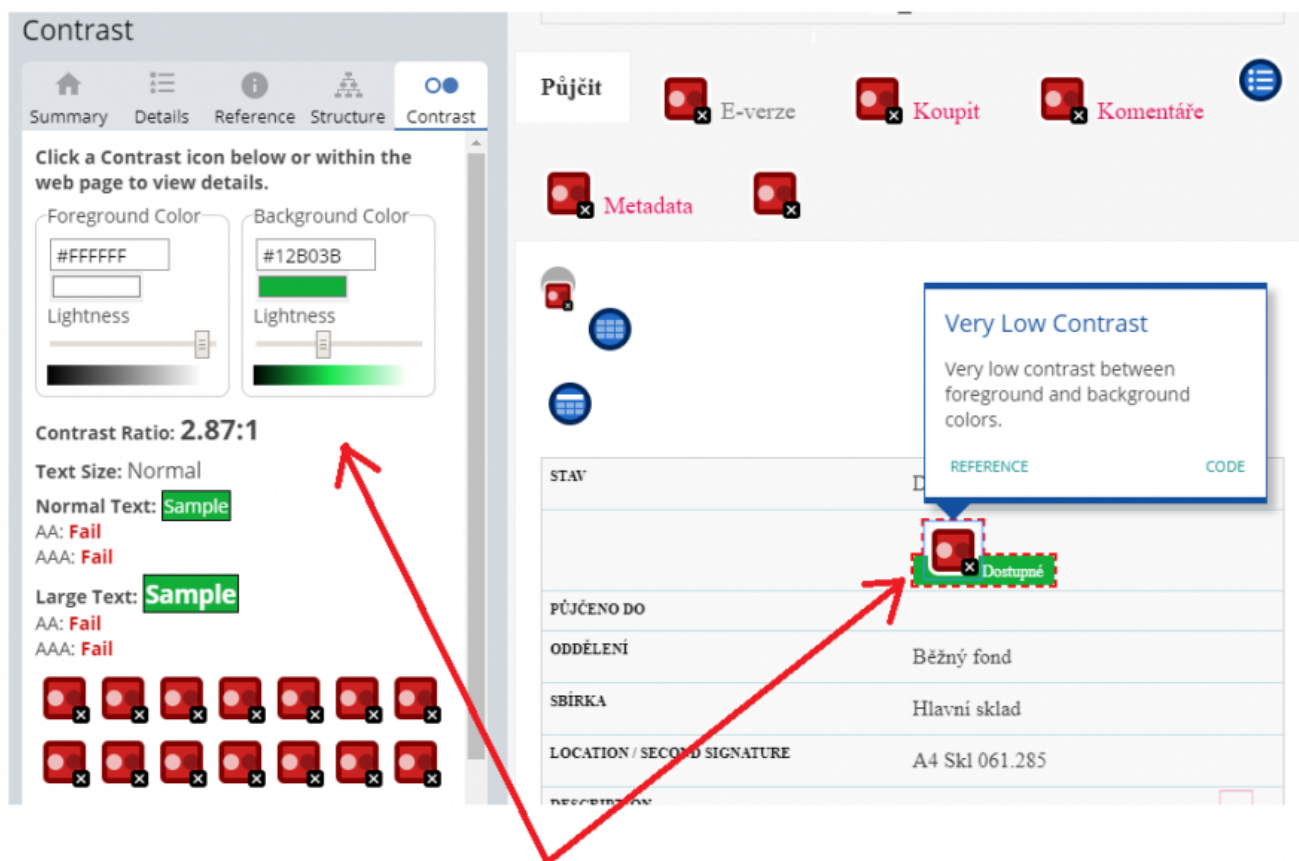 Contrast
Summary
Details
Reference
Structure
Contrast
Click a Contrast icon below or within the
web page to view details.
Foreground Color
#FFFFFF
Lightness
Background Color
#12B03B
Lightness
Contrast Ratio: 2.87:1
Text Size: Normal
Normal Text: Sample
AA: Fail
AAA: Fail
Large Text: Sample
AA: Fail
AAA: Fail
Půjčit
E-verze
Koupit
Komentáře
Metadata
Very Low Contrast
Very low contrast between
foreground and background
colors.
REFERENCE
CODE
STAV
D
Dostupné
PŮJČENO DO
ODDĚLENÍ
Běžný fond
SBÍRKA
Hlavní sklad
LOCATION / SECOND SIGNATURE
A4 Skl 061.285
DESCRIPTION